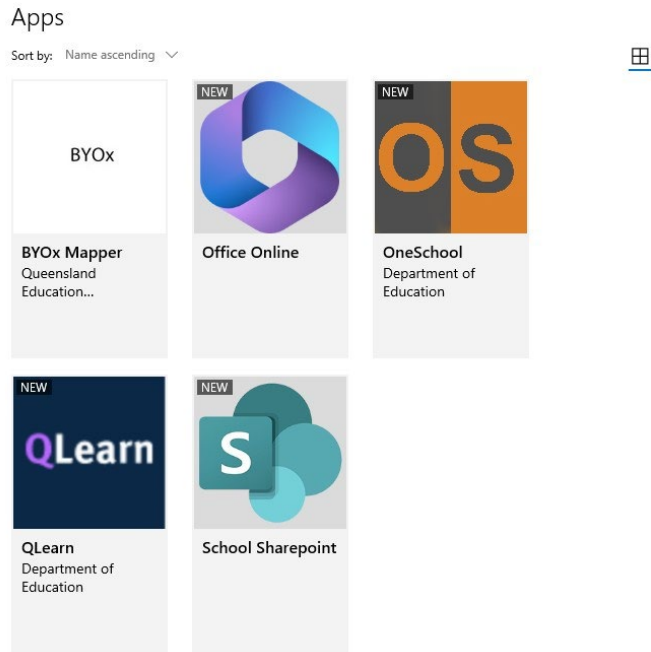 Apps
Sort by: Name ascending
BYOx
NEW
NEW
OS
BYOx Mapper
Queensland
Education...
Office Online
OneSchool
Department of
Education
NEW
QLearn
NEW
S
QLearn
Department of
Education
School Sharepoint